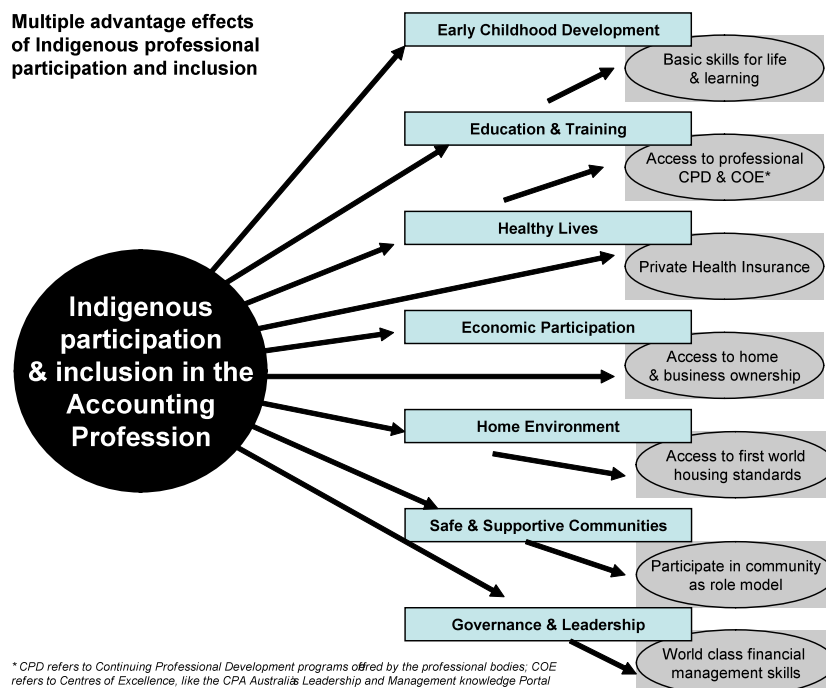 Multiple advantage effects
of Indigenous professional
participation and inclusion
Early Childhood Development
Basic skills for life
& learning
Education & Training
Access to professional
CPD & COE*
Healthy Lives
Private Health Insurance
Indigenous
participation
& inclusion in the
Accounting
Profession
Economic Participation
Access to home
& business ownership
Home Environment
Access to first world
housing standards
Safe & Supportive Communities
Participate in community
as role model
Governance & Leadership
World class financial
management skills
* CPD refers to Continuing Professional Development programs offred by the professional bodies; COE
refers to Centres of Excellence, like the CPA Australia's Leadership and Management knowledge Portal